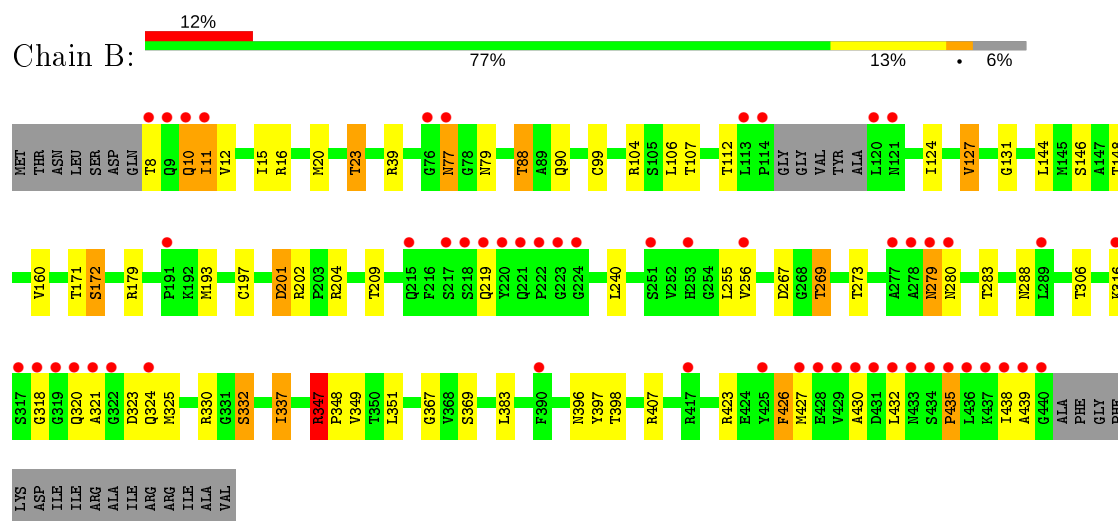 12%
Chain B:
77% 13% • 6%
MET THR ASN LEU SER ASP GLN T8 Q9 Q10 I11 V12 I15 R16 M20 T23 R39 G76 N77 G78 N79 T88 A89 Q90 C99 R104 S105 L106 T107 T112 L113 P114 GLY GLY VAL TYR ALA L120 N121 I124 V127 G131 L144 M145 S146 A147 T148
V160 T171 S172 R179 P191 K192 M193 C197 D201 R202 P203 R204 T209 Q215 F216 S217 S218 Q219 Y220 Q221 P222 G223 G224 L240 S251 V252 H253 G254 L255 V256 D267 G268 T269 T273 A277 A278 N279 N280 T283 N288 L289 T306 K316
S317 G318 G319 Q320 A321 G322 D323 Q324 M325 R330 G331 S332 I337 R347 P348 V349 T350 L351 G367 V368 S369 L383 F390 N396 Y397 T398 R407 R417 R423 E424 Y425 F426 M427 E428 V429 A430 D431 L432 N433 S434 P435 L436 K437 I438 A439 G440 ALA PHE GLY PHE
LYS ASP ILE ILE ARG ALA ILE ARG ARG ILE ALA VAL